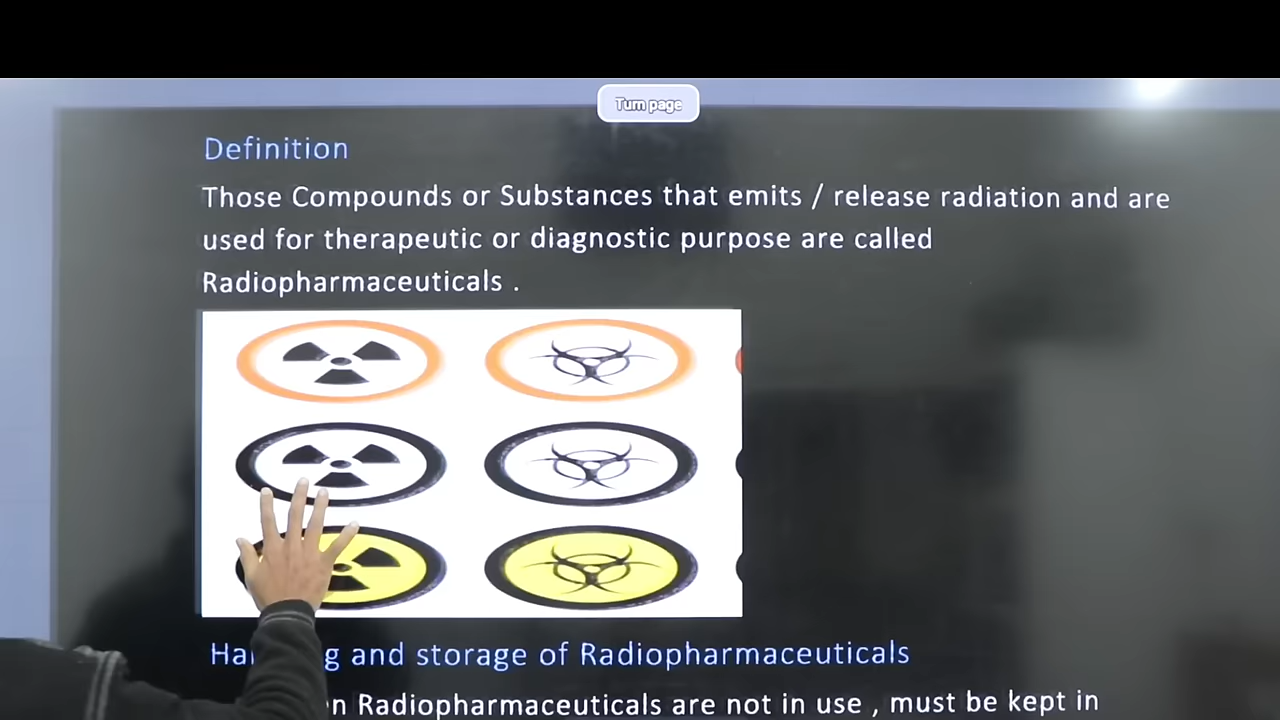 Turn page
Definition
Those Compounds or Substances that emits / release radiation and are
used for therapeutic or diagnostic purpose are called
Radiopharmaceuticals .
and storage of Radiopharmaceuticals
Radiopharmaceuticals are not in use , must be kept in